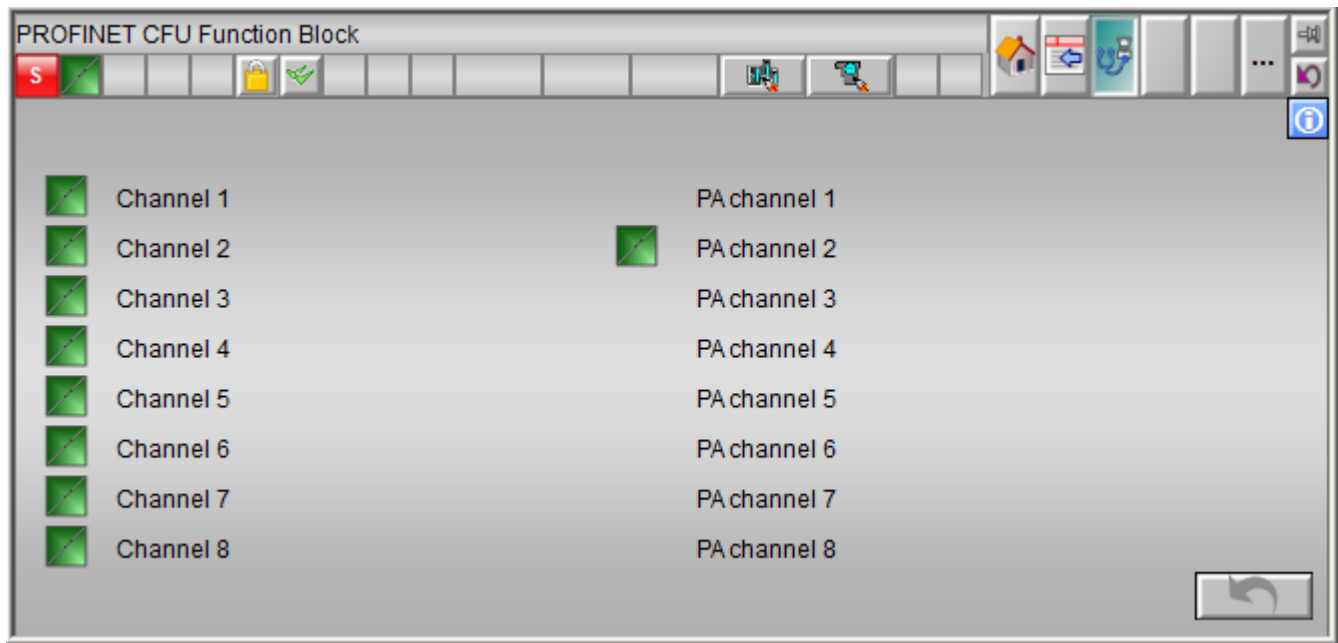 PROFINET CFU Function Block
S
...
Channel 1 PA channel 1
Channel 2 PA channel 2
Channel 3 PA channel 3
Channel 4 PA channel 4
Channel 5 PA channel 5
Channel 6 PA channel 6
Channel 7 PA channel 7
Channel 8 PA channel 8